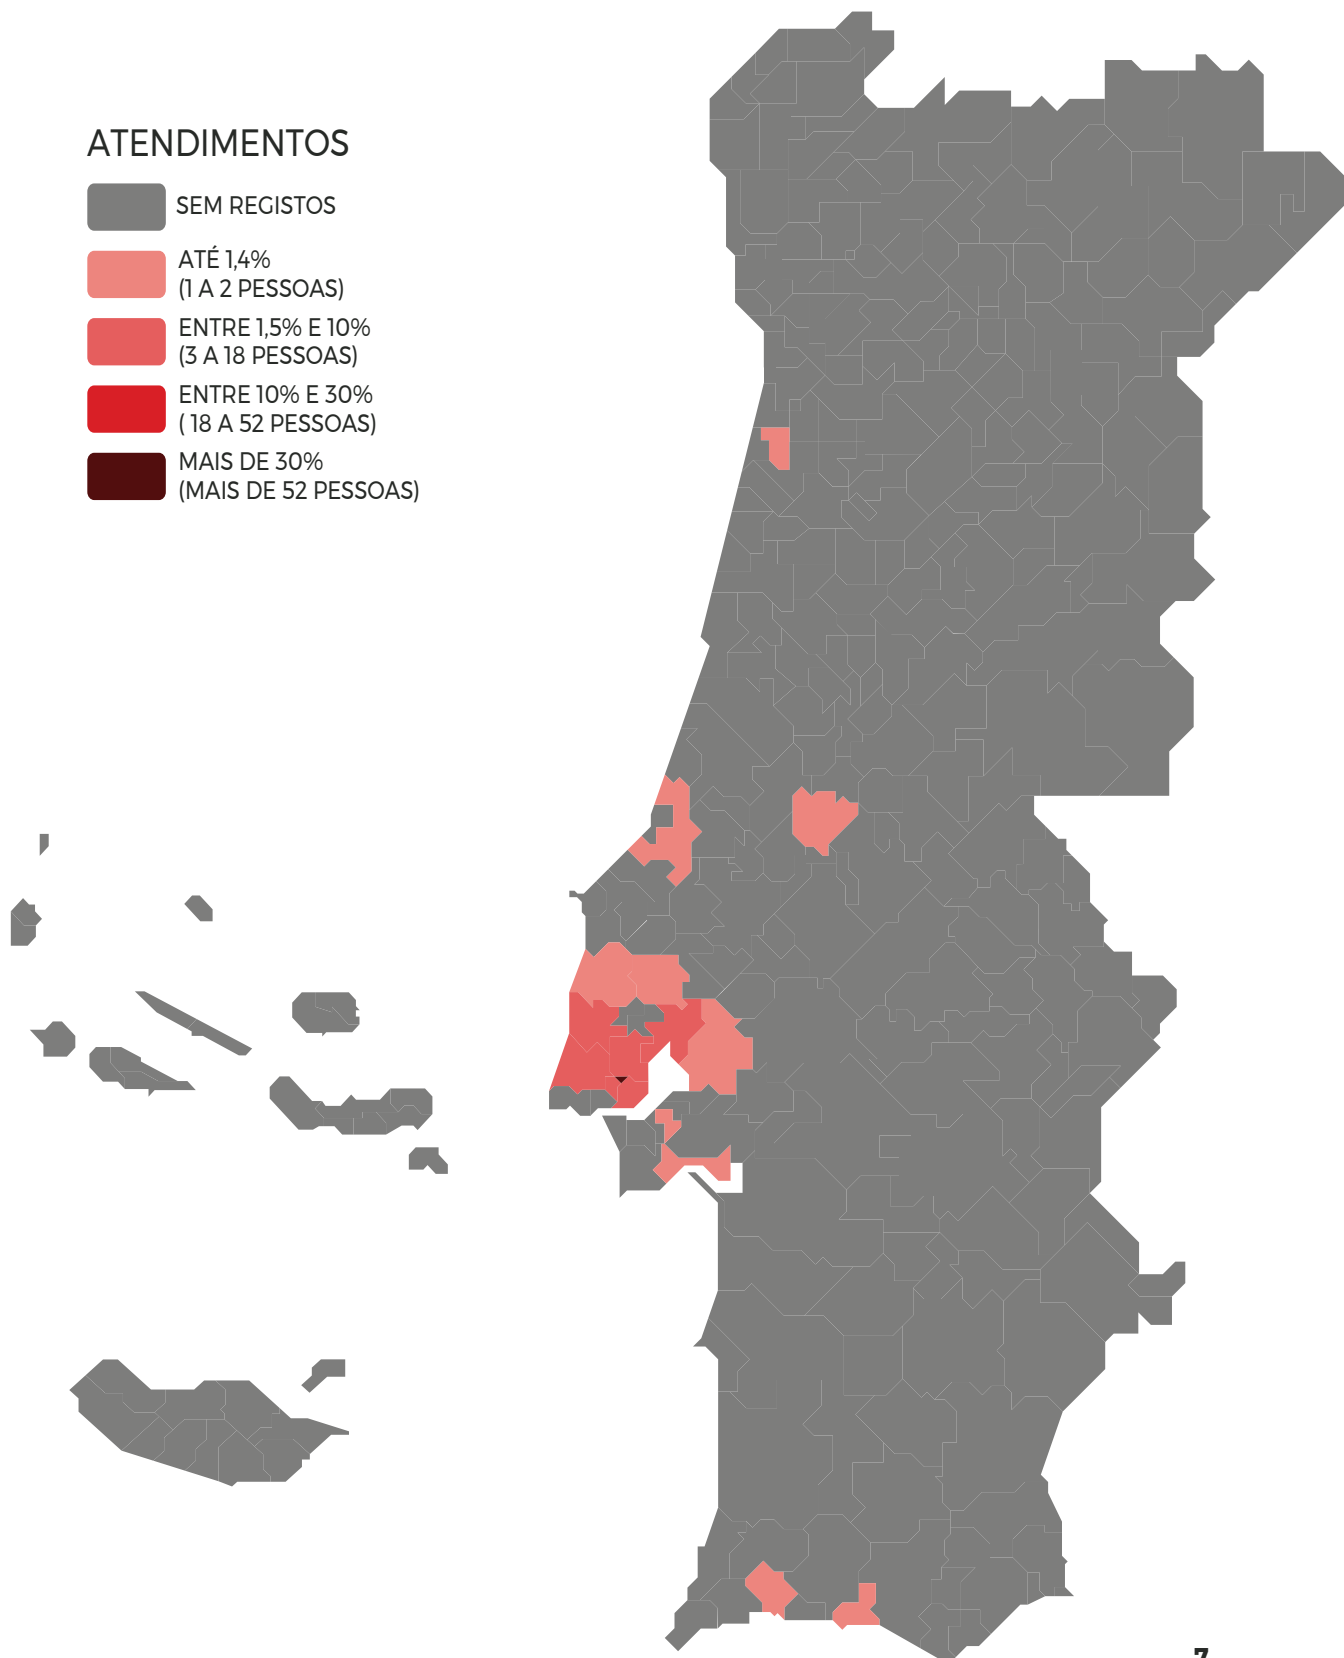 ATENDIMENTOS
SEM REGISTOS
ATÉ 1,4%
(1 A 2 PESSOAS)
ENTRE 1,5% E 10%
(3 A 18 PESSOAS)
ENTRE 10% E 30%
( 18 A 52 PESSOAS)
MAIS DE 30%
(MAIS DE 52 PESSOAS)
7